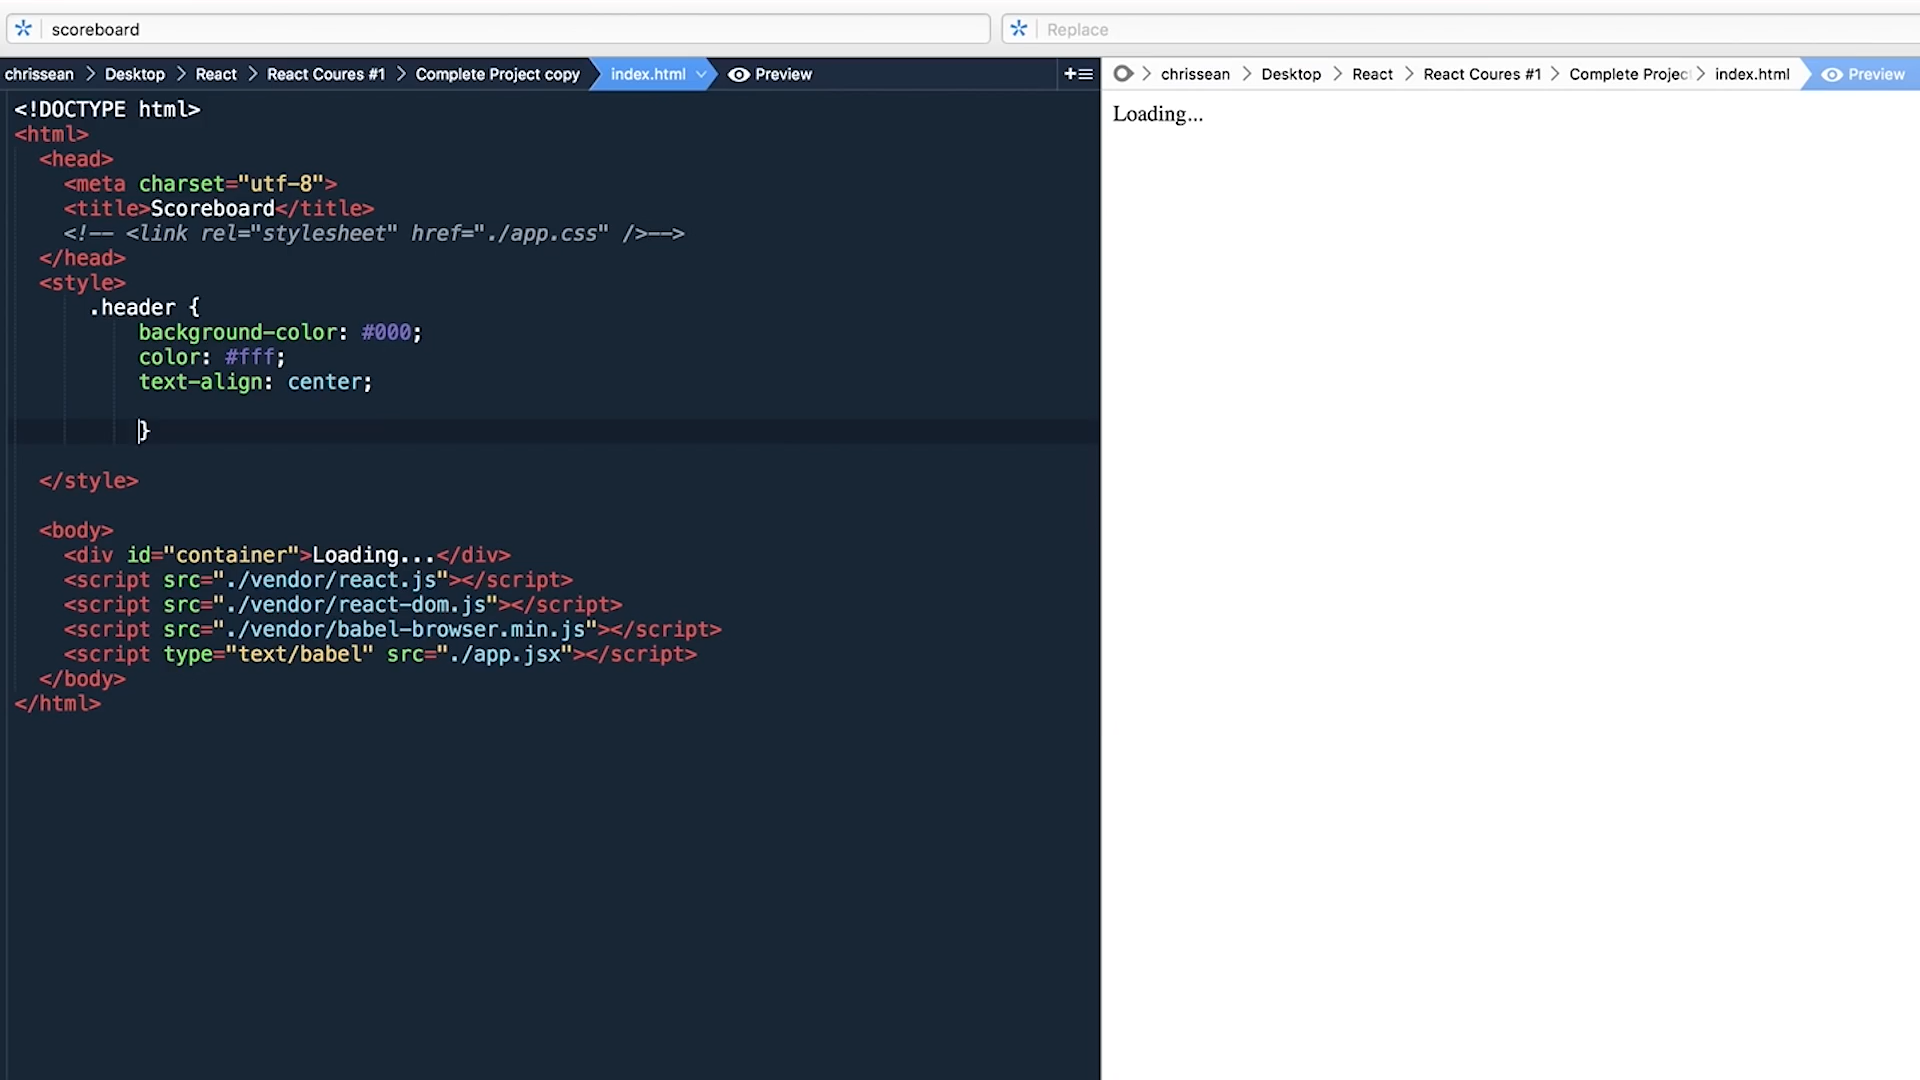 scoreboard
Replace
chrissean > Desktop > React > React Coures #1 > Complete Project copy index.html Preview
chrissean > Desktop > React > React Coures #1 > Complete Projec > index.html Preview
<!DOCTYPE html>
<html>
<head>
<meta charset="utf-8">
<title>Scoreboard</title>
<!-- <link rel="stylesheet" href="./app.css" />-->
</head>
<style>
.header {
background-color: #000;
color: #fff;
text-align: center;
}
</style>
<body>
<div id="container">Loading...</div>
<script src="./vendor/react.js"></script>
<script src="./vendor/react-dom.js"></script>
<script src="./vendor/babel-browser.min.js"></script>
<script type="text/babel" src="./app.jsx"></script>
</body>
</html>
Loading...